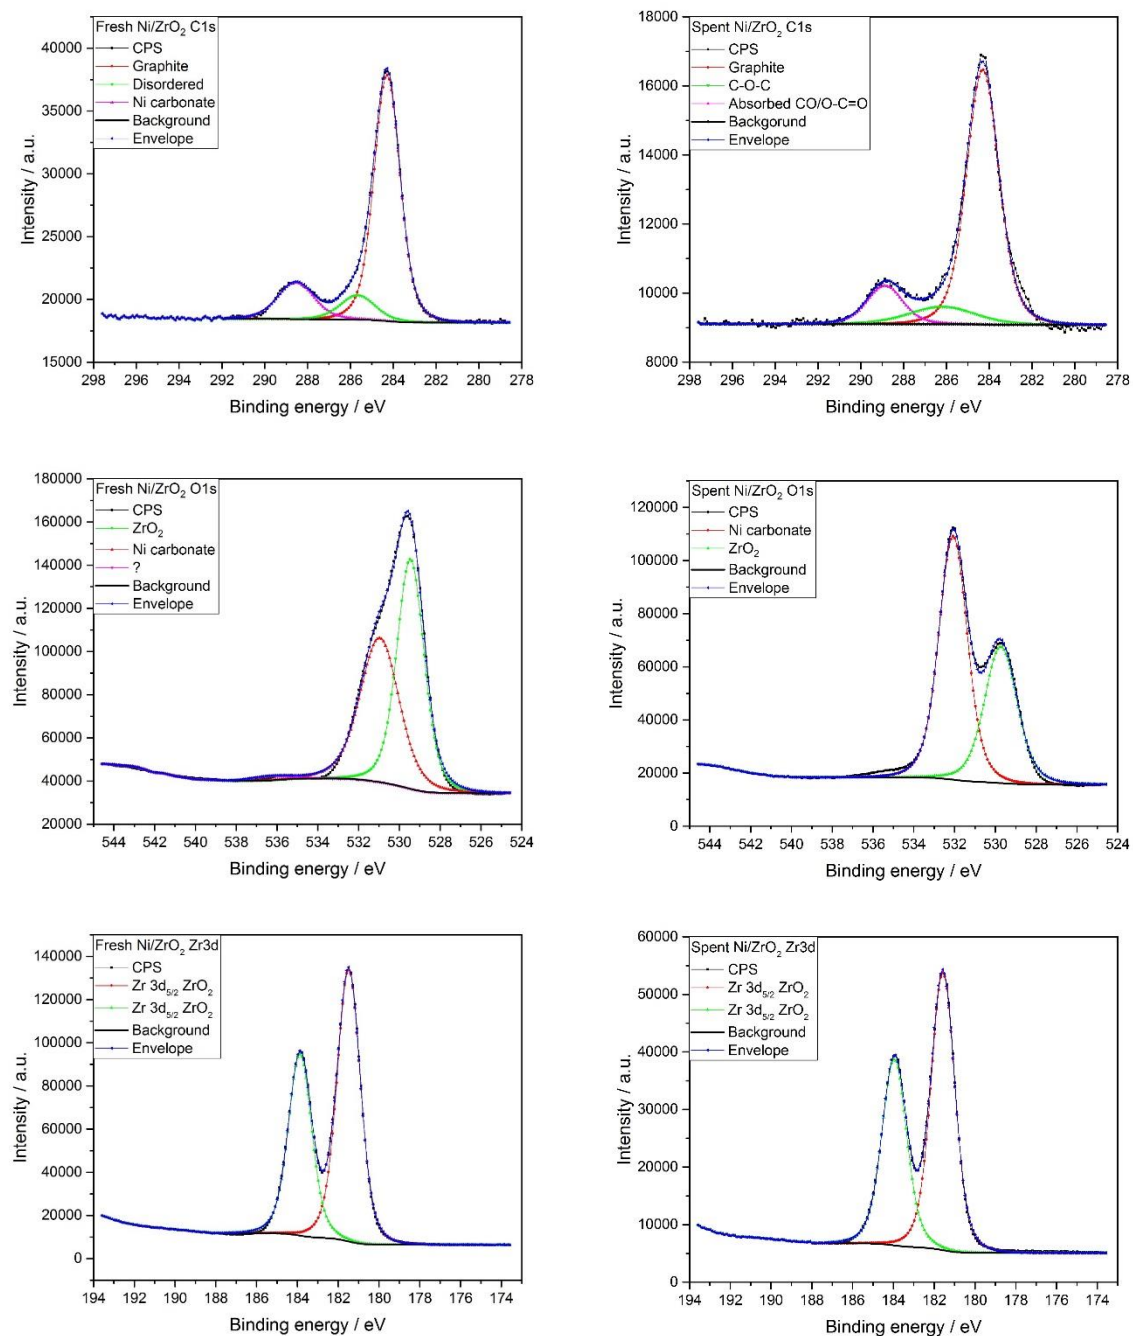 Fresh Ni/ZrO₂ C1s
CPS
Graphite
Disordered
Ni carbonate
Background
Envelope
40000
35000
30000
25000
20000
15000
Intensity / a.u.
298 296 294 292 290 288 286 284 282 280 278
Binding energy / eV
Spent Ni/ZrO₂ C1s
CPS
Graphite
C-O-C
Absorbed CO/O-C=O
Backgorund
Envelope
18000
16000
14000
12000
10000
8000
Intensity / a.u.
298 296 294 292 290 288 286 284 282 280 278
Binding energy / eV
Fresh Ni/ZrO₂ O1s
CPS
ZrO₂
Ni carbonate
?
Background
Envelope
180000
160000
140000
120000
100000
80000
60000
40000
20000
Intensity / a.u.
544 542 540 538 536 534 532 530 528 526 524
Binding energy / eV
Spent Ni/ZrO₂ O1s
CPS
Ni carbonate
ZrO₂
Background
Envelope
120000
100000
80000
60000
40000
20000
0
Intensity / a.u.
544 542 540 538 536 534 532 530 528 526 524
Binding energy / eV
Fresh Ni/ZrO₂ Zr3d
CPS
Zr 3d₅/₂ ZrO₂
Zr 3d₅/₂ ZrO₂
Background
Envelope
140000
120000
100000
80000
60000
40000
20000
0
Intensity / a.u.
194 192 190 188 186 184 182 180 178 176 174
Binding energy / eV
Spent Ni/ZrO₂ Zr3d
CPS
Zr 3d₅/₂ ZrO₂
Zr 3d₅/₂ ZrO₂
Background
Envelope
60000
50000
40000
30000
20000
10000
0
Intensity / a.u.
194 192 190 188 186 184 182 180 178 176 174
Binding energy / eV